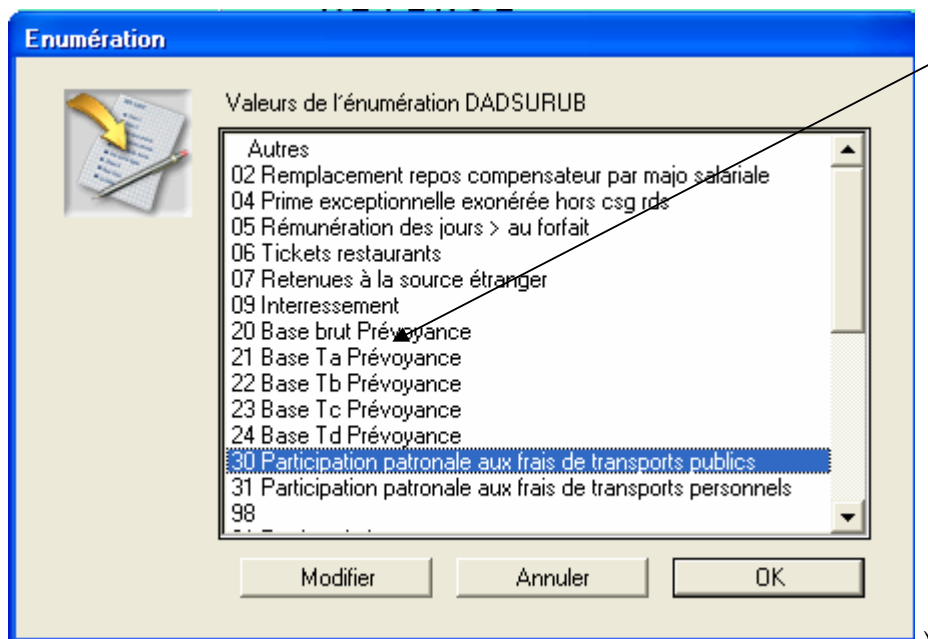 Enumération
Valeurs de l'énumération DADSURUB
Autres
02 Remplacement repos compensateur par majo salariale
04 Prime exceptionnelle exonérée hors csg rds
05 Rémunération des jours > au forfait
06 Tickets restaurants
07 Retenues à la source étranger
09 Interressement
20 Base brut Prévoyance
21 Base Ta Prévoyance
22 Base Tb Prévoyance
23 Base Tc Prévoyance
24 Base Td Prévoyance
30 Participation patronale aux frais de transports publics
31 Participation patronale aux frais de transports personnels
98
Modifier Annuler OK